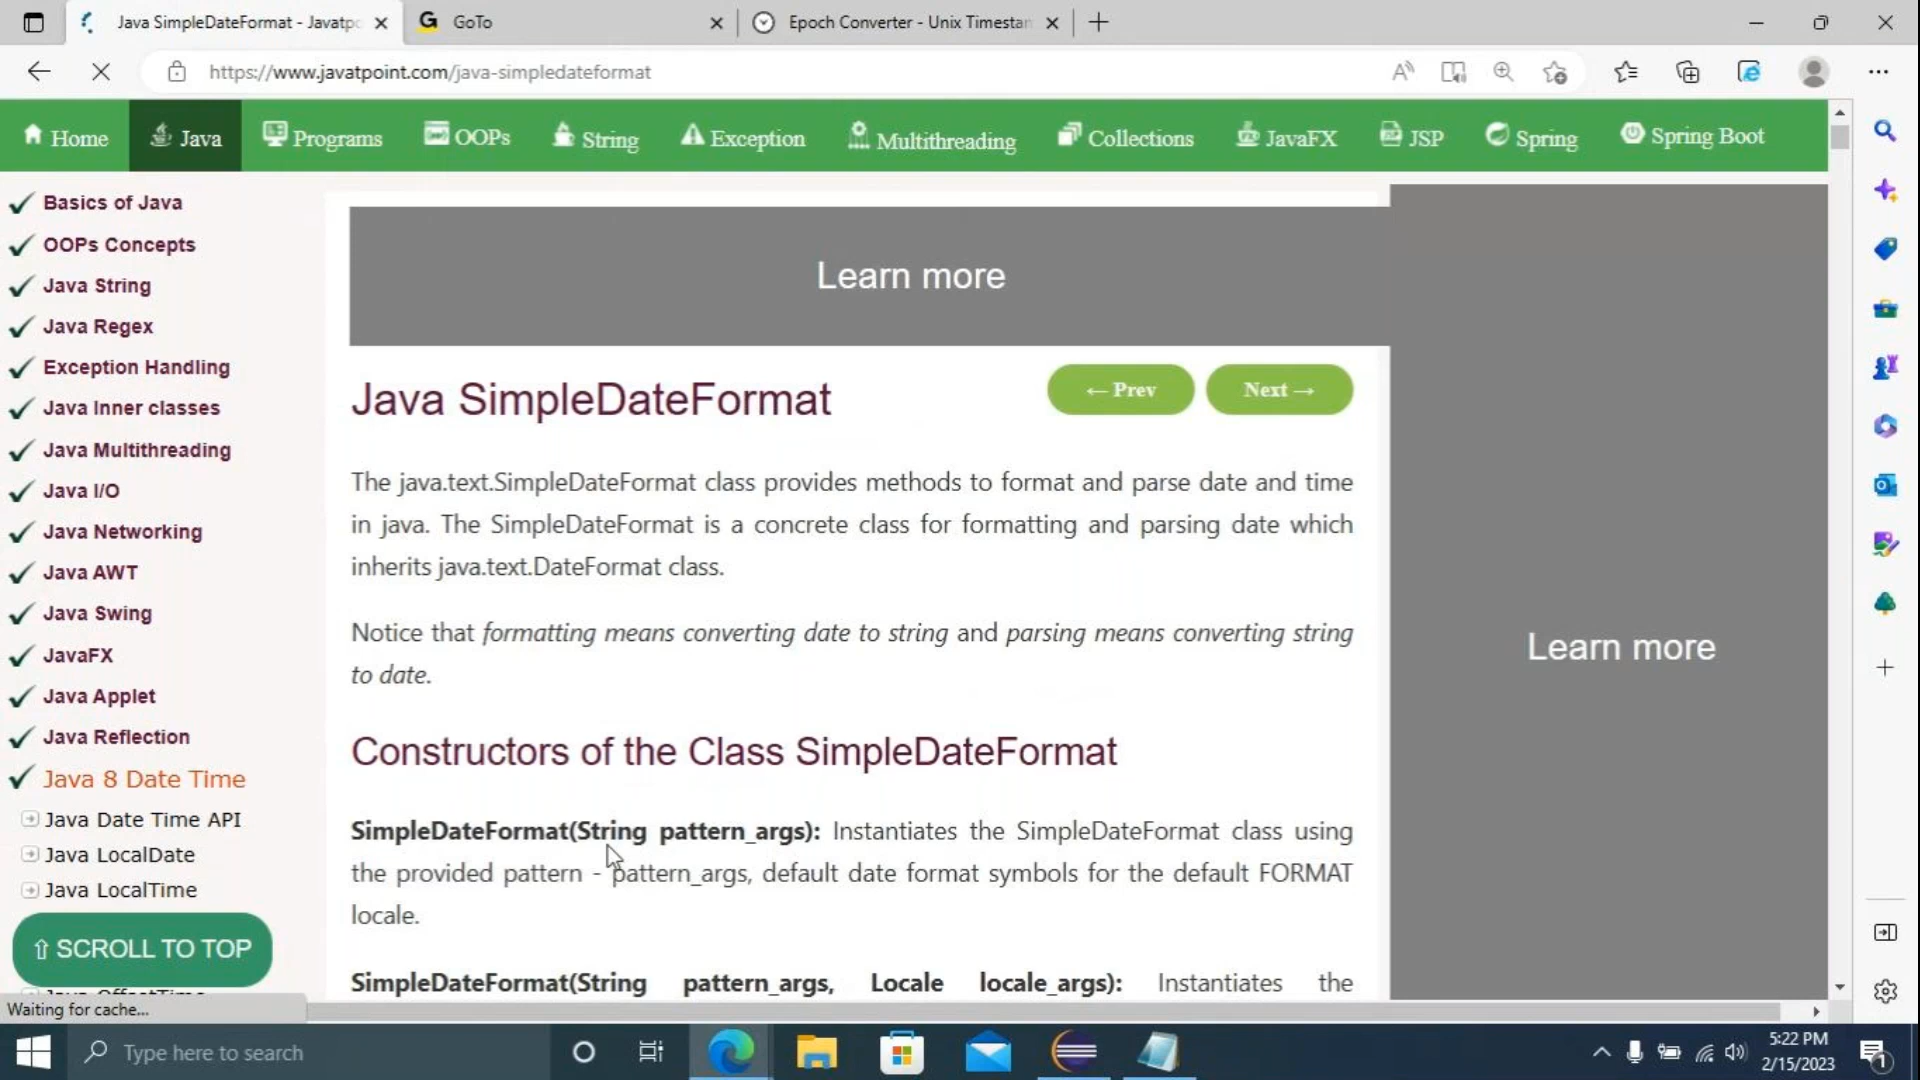 Java SimpleDateFormat - Javatpo
GoTo
Epoch Converter - Unix Timestam
https://www.javatpoint.com/java-simpledateformat
Home
Java
Programs
OOPs
String
Exception
Multithreading
Collections
JavaFX
JSP
Spring
Spring Boot
Basics of Java
OOPs Concepts
Java String
Java Regex
Exception Handling
Java Inner classes
Java Multithreading
Java I/O
Java Networking
Java AWT
Java Swing
JavaFX
Java Applet
Java Reflection
Java 8 Date Time
Java Date Time API
Java LocalDate
Java LocalTime
⇧ SCROLL TO TOP
Learn more
Java SimpleDateFormat
← Prev
Next →
The java.text.SimpleDateFormat class provides methods to format and parse date and time
in java. The SimpleDateFormat is a concrete class for formatting and parsing date which
inherits java.text.DateFormat class.
Notice that formatting means converting date to string and parsing means converting string
to date.
Constructors of the Class SimpleDateFormat
SimpleDateFormat(String pattern_args): Instantiates the SimpleDateFormat class using
the provided pattern - pattern_args, default date format symbols for the default FORMAT
locale.
SimpleDateFormat(String pattern_args, Locale locale_args): Instantiates the
Learn more
Waiting for cache...
Type here to search
5:22 PM
2/15/2023
1